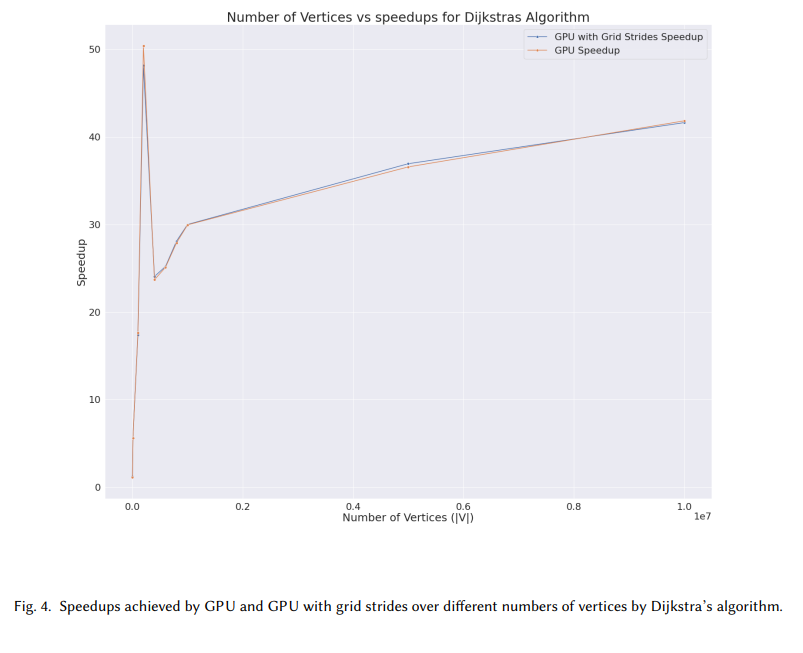 Number of Vertices vs speedups for Dijkstras Algorithm
GPU with Grid Strides Speedup
GPU Speedup
50
40
30
20
10
0
Speedup
0.0 0.2 0.4 0.6 0.8 1.0
1e7
Number of Vertices (|V|)
Fig. 4. Speedups achieved by GPU and GPU with grid strides over different numbers of vertices by Dijkstra's algorithm.